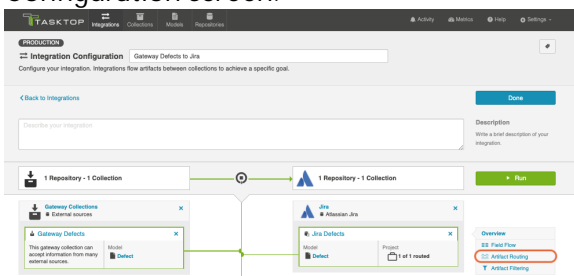 Configuration screen:
TASKTOP
Integrations Collections Models Repositories
Activity Metrics Help Settings
PRODUCTION
Integration Configuration Gateway Defects to Jira
Configure your integration. Integrations flow artifacts between collections to achieve a specific goal.
Back to Integrations
Done
Describe your integration
Description
Write a brief description of your
integration.
1 Repository - 1 Collection
1 Repository - 1 Collection
Run
Gateway Collections
External sources
Gateway Defects
This gateway collection can
accept information from many
external sources.
Model
Defect
Jira
Atlassian Jira
Jira Defects
Model
Defect
Project
1 of 1 routed
Overview
Field Flow
Artifact Routing
Artifact Filtering